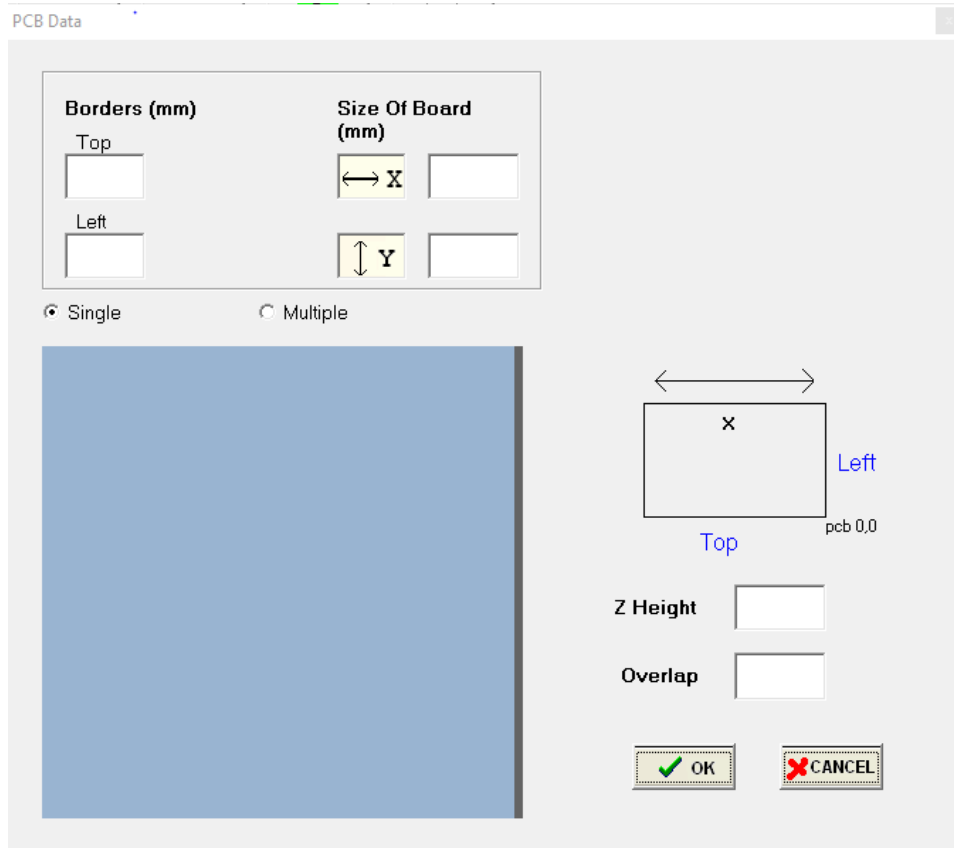 PCB Data
Borders (mm)
Size Of Board
(mm)
Top
X
Left
Y
Single
Multiple
X
Left
pcb 0,0
Top
Z Height
Overlap
OK
CANCEL